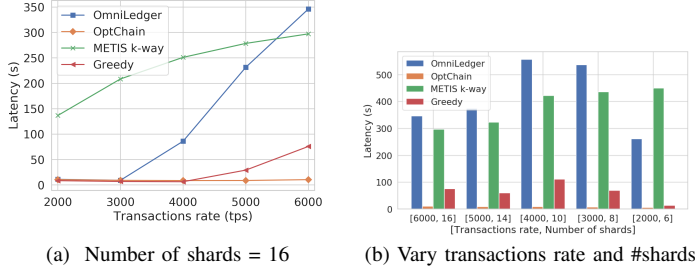 350
300
250
200
150
100
50
0
Latency (s)
OmniLedger
OptChain
METIS k-way
Greedy
2000 3000 4000 5000 6000
Transactions rate (tps)
(a) Number of shards = 16
500
400
300
200
100
0
Latency (s)
OmniLedger
OptChain
METIS k-way
Greedy
[6000, 16] [5000, 14] [4000, 10] [3000, 8] [2000, 6]
[Transactions rate, Number of shards]
(b) Vary transactions rate and #shards